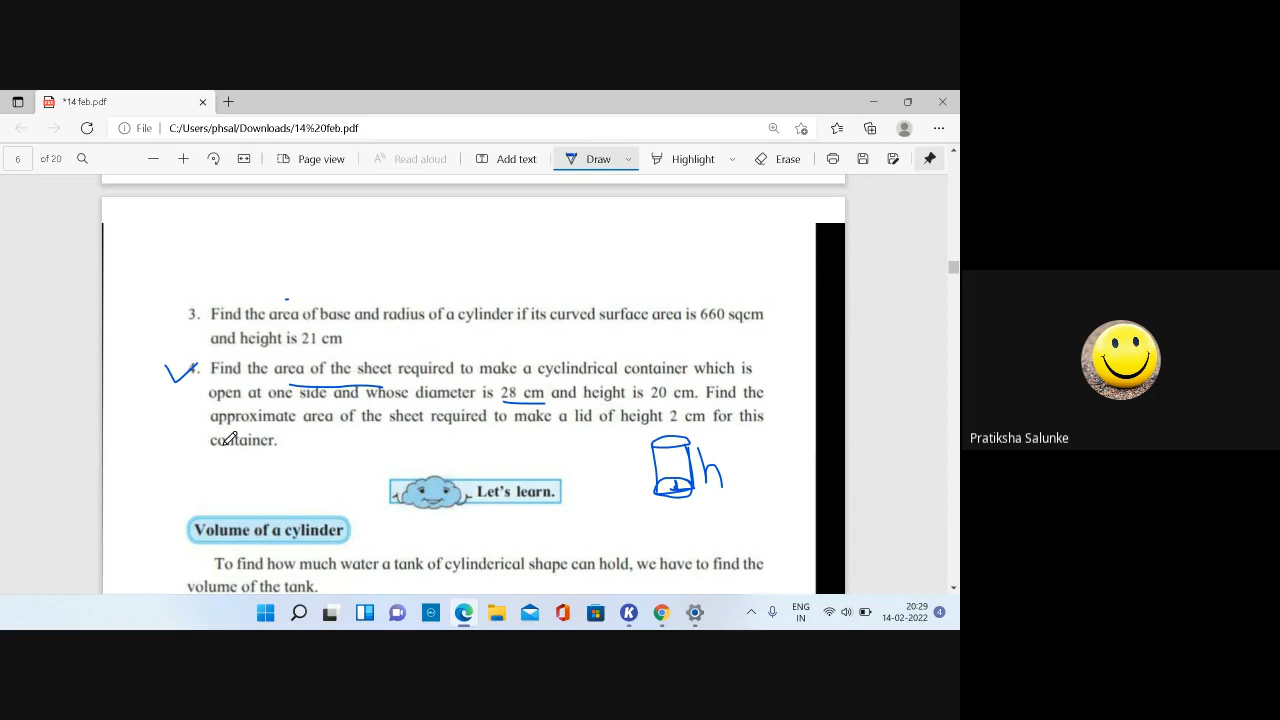 *14 feb.pdf
File
C:/Users/phsal/Downloads/14%20feb.pdf
6
of 20
Page view
Read aloud
Add text
Draw
Highlight
Erase
3. Find the area of base and radius of a cylinder if its curved surface area is 660 sqcm
and height is 21 cm
4. Find the area of the sheet required to make a cyclindrical container which is
open at one side and whose diameter is 28 cm and height is 20 cm. Find the
approximate area of the sheet required to make a lid of height 2 cm for this
container.
h
Let's learn.
Volume of a cylinder
To find how much water a tank of cylinderical shape can hold, we have to find the
volume of the tank.
Pratiksha Salunke
ENG
IN
20:29
14-02-2022
4